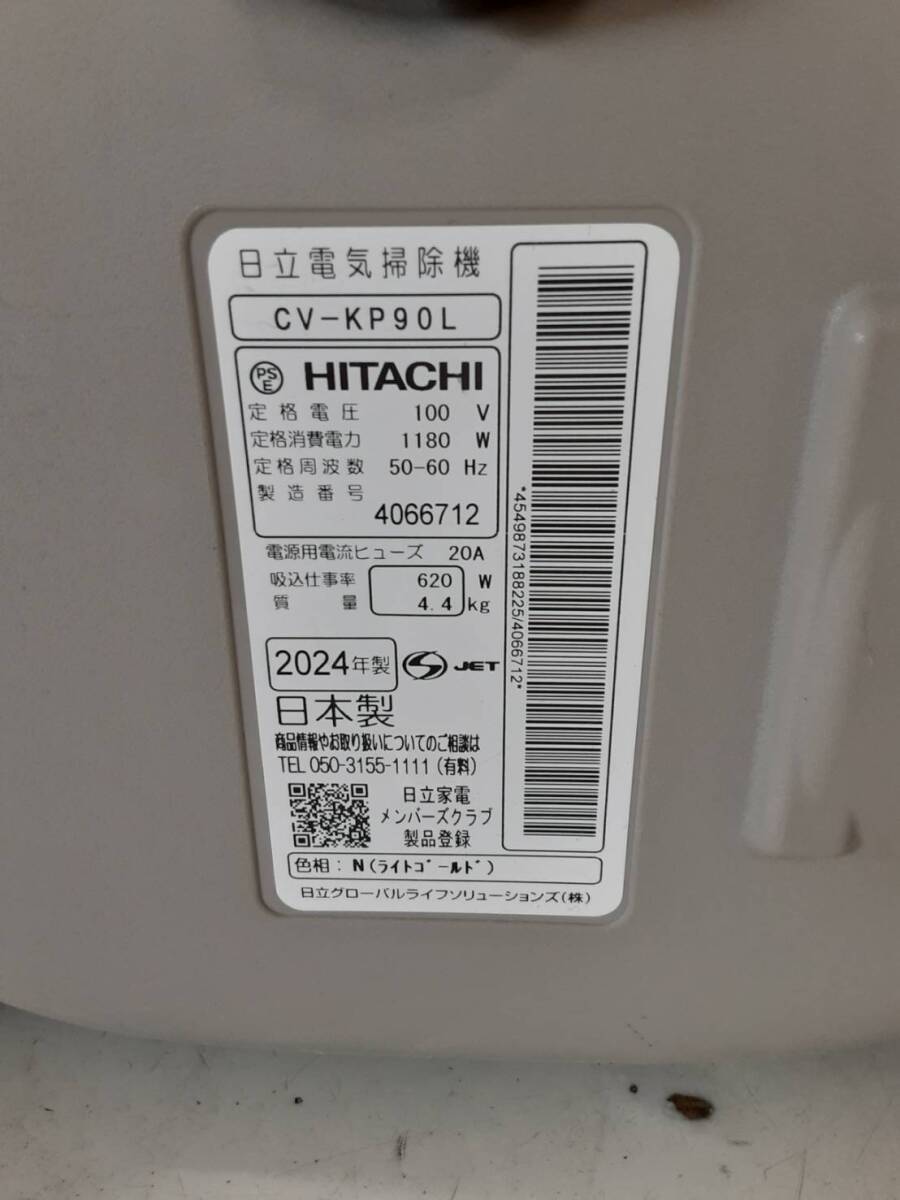 日立電気掃除機
CV-KP90L
PSE HITACHI
定格電圧 100 V
定格消費電力 1180 W
定格周波数 50-60 Hz
製造番号
4066712
電源用電流ヒューズ 20A
吸込仕事率 620 W
質量 4.4 kg
2024年製 S JET
日本製
商品情報やお取り扱いについてのご相談は
TEL 050-3155-1111 (有料)
日立家電
メンバーズクラブ
製品登録
色相：N(ﾗｲﾄｺﾞｰﾙﾄﾞ)
日立グローバルライフソリューションズ(株)
*4549873188225/4066712*